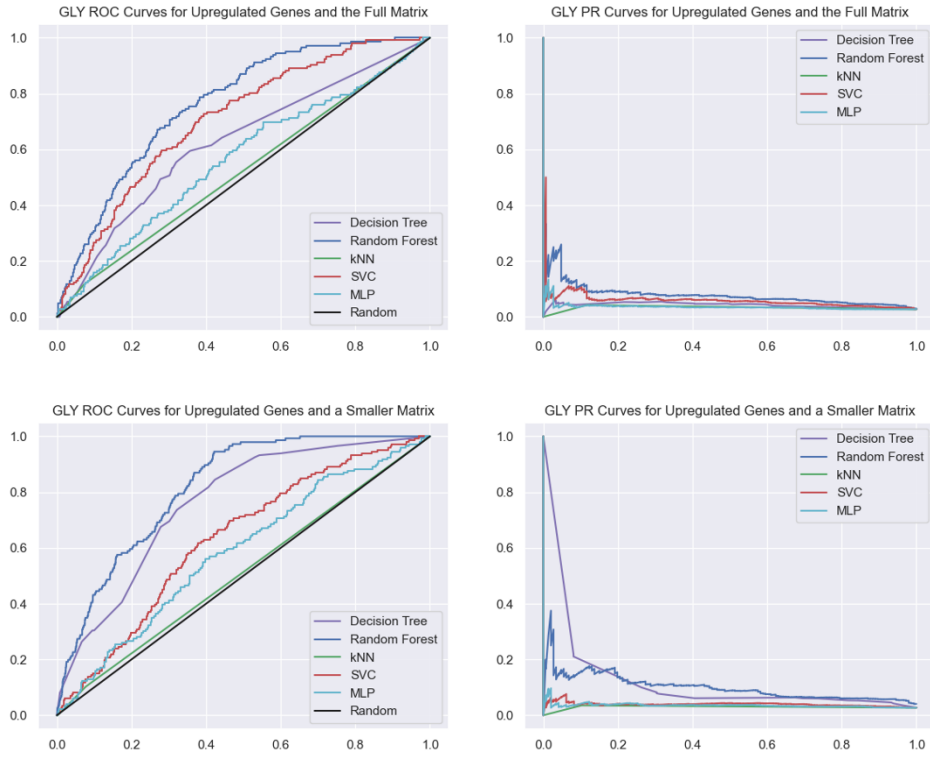 GLY ROC Curves for Upregulated Genes and the Full Matrix
1.0
0.8
0.6
0.4
0.2
0.0
0.0 0.2 0.4 0.6 0.8 1.0
Decision Tree
Random Forest
kNN
SVC
MLP
Random
GLY PR Curves for Upregulated Genes and the Full Matrix
1.0
0.8
0.6
0.4
0.2
0.0
0.0 0.2 0.4 0.6 0.8 1.0
Decision Tree
Random Forest
kNN
SVC
MLP
GLY ROC Curves for Upregulated Genes and a Smaller Matrix
1.0
0.8
0.6
0.4
0.2
0.0
0.0 0.2 0.4 0.6 0.8 1.0
Decision Tree
Random Forest
kNN
SVC
MLP
Random
GLY PR Curves for Upregulated Genes and a Smaller Matrix
1.0
0.8
0.6
0.4
0.2
0.0
0.0 0.2 0.4 0.6 0.8 1.0
Decision Tree
Random Forest
kNN
SVC
MLP